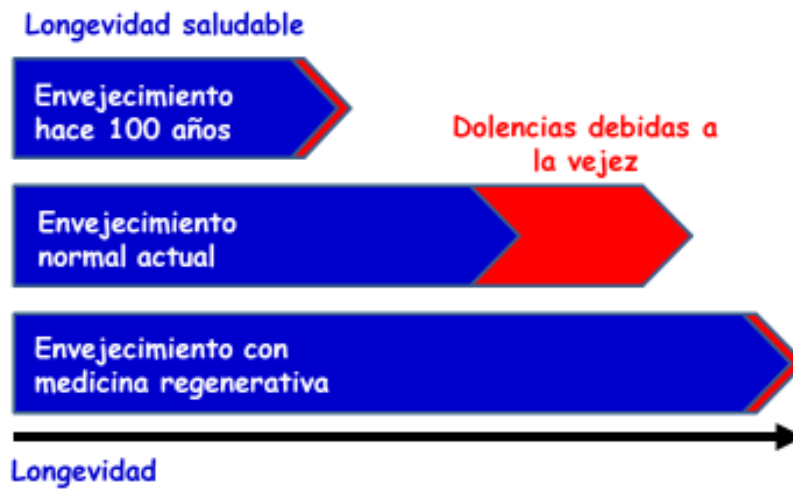 Longevidad saludable
Envejecimiento
hace 100 años
Dolencias debidas a
la vejez
Envejecimiento
normal actual
Envejecimiento con
medicina regenerativa
Longevidad